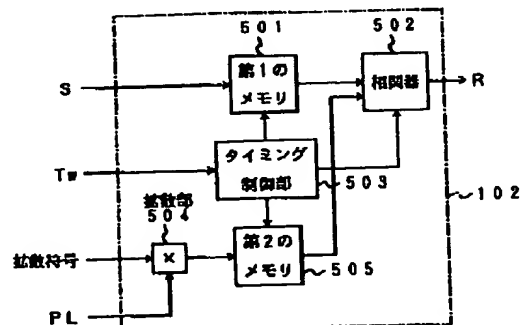 501
502
S
第1の
メモリ
相関器
R
Tw
タイミング
制御部
503
102
拡散部
504
拡散符号
×
第2の
メモリ
505
PL